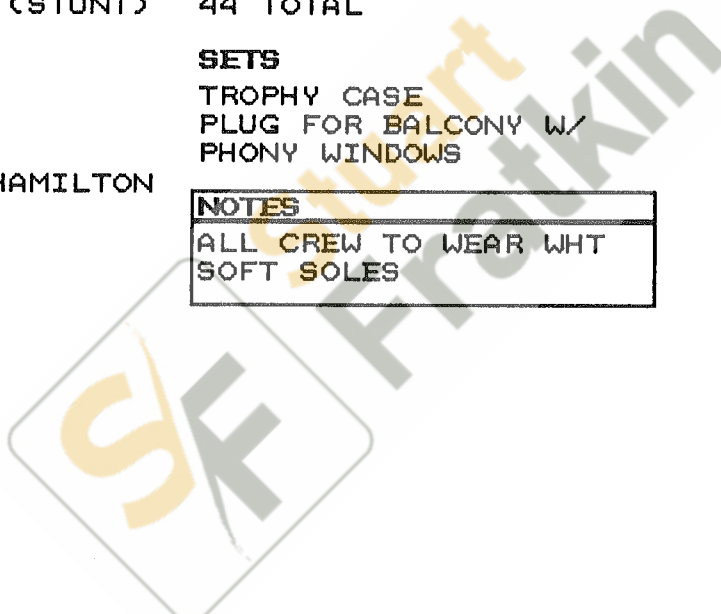 (STUNT) 44 TOTAL
SETS
TROPHY CASE
PLUG FOR BALCONY W/
PHONY WINDOWS
HAMILTON
NOTES
ALL CREW TO WEAR WHT
SOFT SOLES
Stuart
Fratkin
SF